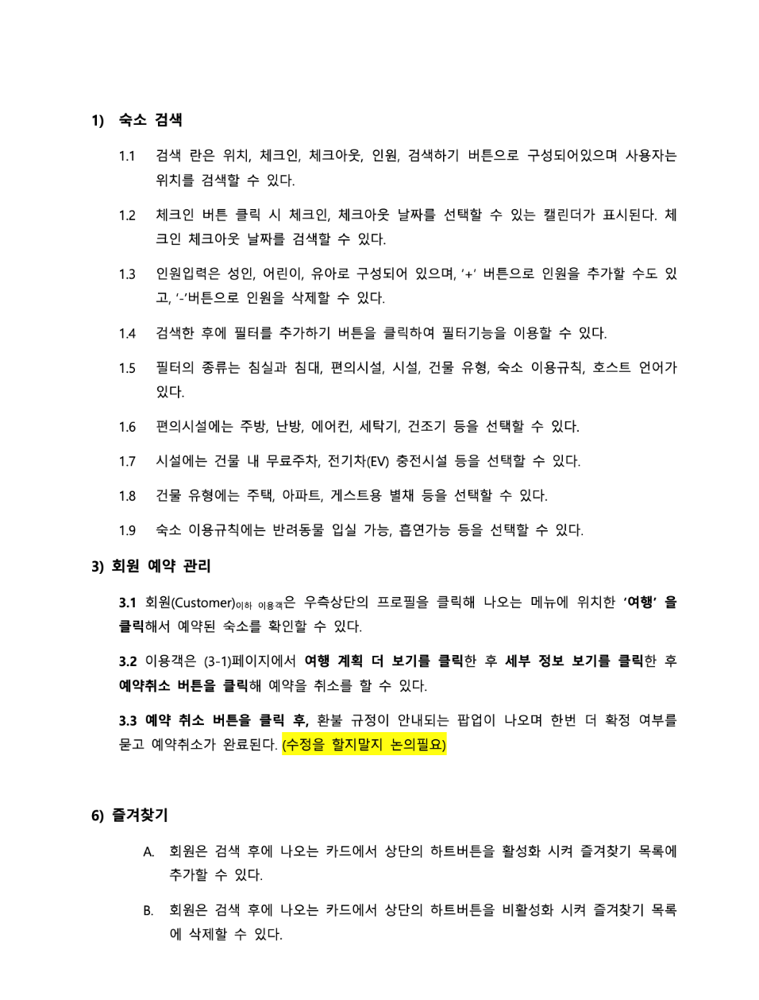 1) 숙소 검색
1.1 검색 란은 위치, 체크인, 체크아웃, 인원, 검색하기 버튼으로 구성되어있으며 사용자는
위치를 검색할 수 있다.
1.2 체크인 버튼 클릭 시 체크인, 체크아웃 날짜를 선택할 수 있는 캘린더가 표시된다. 체
크인 체크아웃 날짜를 검색할 수 있다.
1.3 인원입력은 성인, 어린이, 유아로 구성되어 있으며, ‘+’ 버튼으로 인원을 추가할 수도 있
고, ‘-’버튼으로 인원을 삭제할 수 있다.
1.4 검색한 후에 필터를 추가하기 버튼을 클릭하여 필터기능을 이용할 수 있다.
1.5 필터의 종류는 침실과 침대, 편의시설, 시설, 건물 유형, 숙소 이용규칙, 호스트 언어가
있다.
1.6 편의시설에는 주방, 난방, 에어컨, 세탁기, 건조기 등을 선택할 수 있다.
1.7 시설에는 건물 내 무료주차, 전기차(EV) 충전시설 등을 선택할 수 있다.
1.8 건물 유형에는 주택, 아파트, 게스트용 별채 등을 선택할 수 있다.
1.9 숙소 이용규칙에는 반려동물 입실 가능, 흡연가능 등을 선택할 수 있다.
3) 회원 예약 관리
3.1 회원(Customer)이하 이용객은 우측상단의 프로필을 클릭해 나오는 메뉴에 위치한 ‘여행’ 을
클릭해서 예약된 숙소를 확인할 수 있다.
3.2 이용객은 (3-1)페이지에서 여행 계획 더 보기를 클릭한 후 세부 정보 보기를 클릭한 후
예약취소 버튼을 클릭해 예약을 취소를 할 수 있다.
3.3 예약 취소 버튼을 클릭 후, 환불 규정이 안내되는 팝업이 나오며 한번 더 확정 여부를
묻고 예약취소가 완료된다. (수정을 할지말지 논의필요)
6) 즐겨찾기
A. 회원은 검색 후에 나오는 카드에서 상단의 하트버튼을 활성화 시켜 즐겨찾기 목록에
추가할 수 있다.
B. 회원은 검색 후에 나오는 카드에서 상단의 하트버튼을 비활성화 시켜 즐겨찾기 목록
에 삭제할 수 있다.